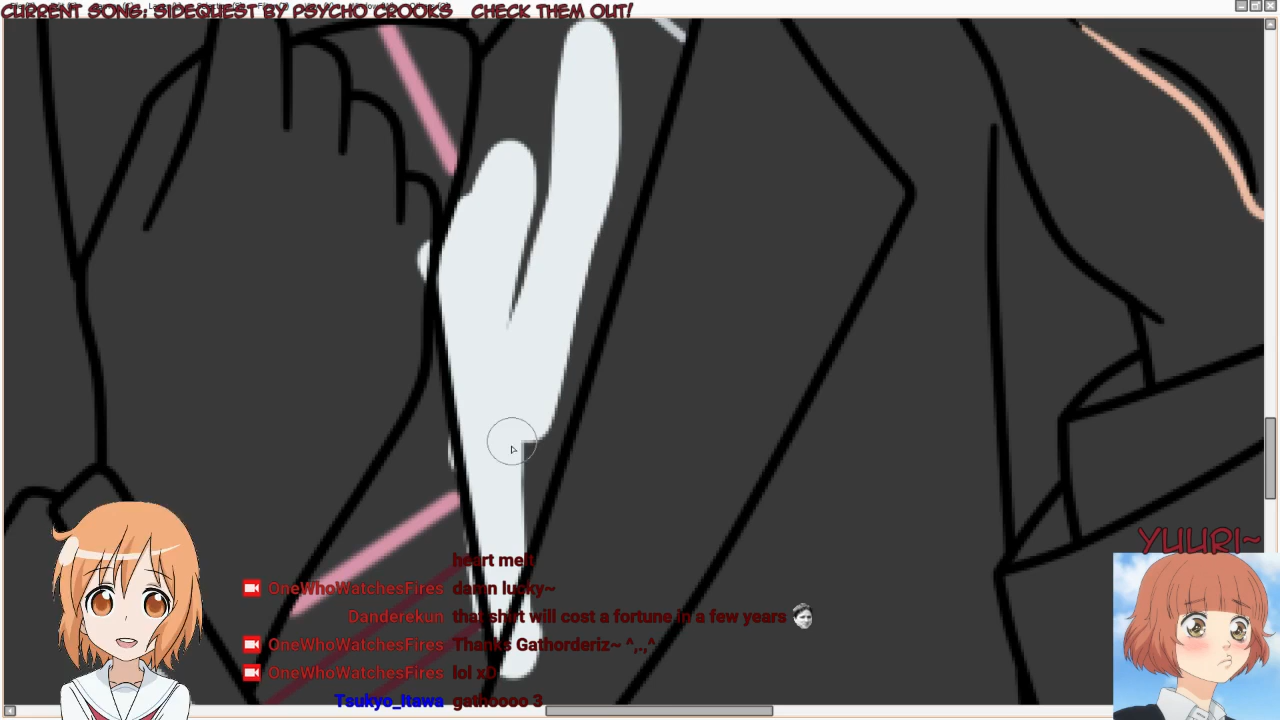 CURRENT SONG: SIDEQUEST BY PSYCHO CROOKS   CHECK THEM OUT!
YUURI~
heart melt
OneWhoWatchesFires damn lucky~
Danderekun that shirt will cost a fortune in a few years
OneWhoWatchesFires Thanks Gathorderiz~ ^,.,^
OneWhoWatchesFires lol xD
Tsukyo_Itawa gathoooo 3